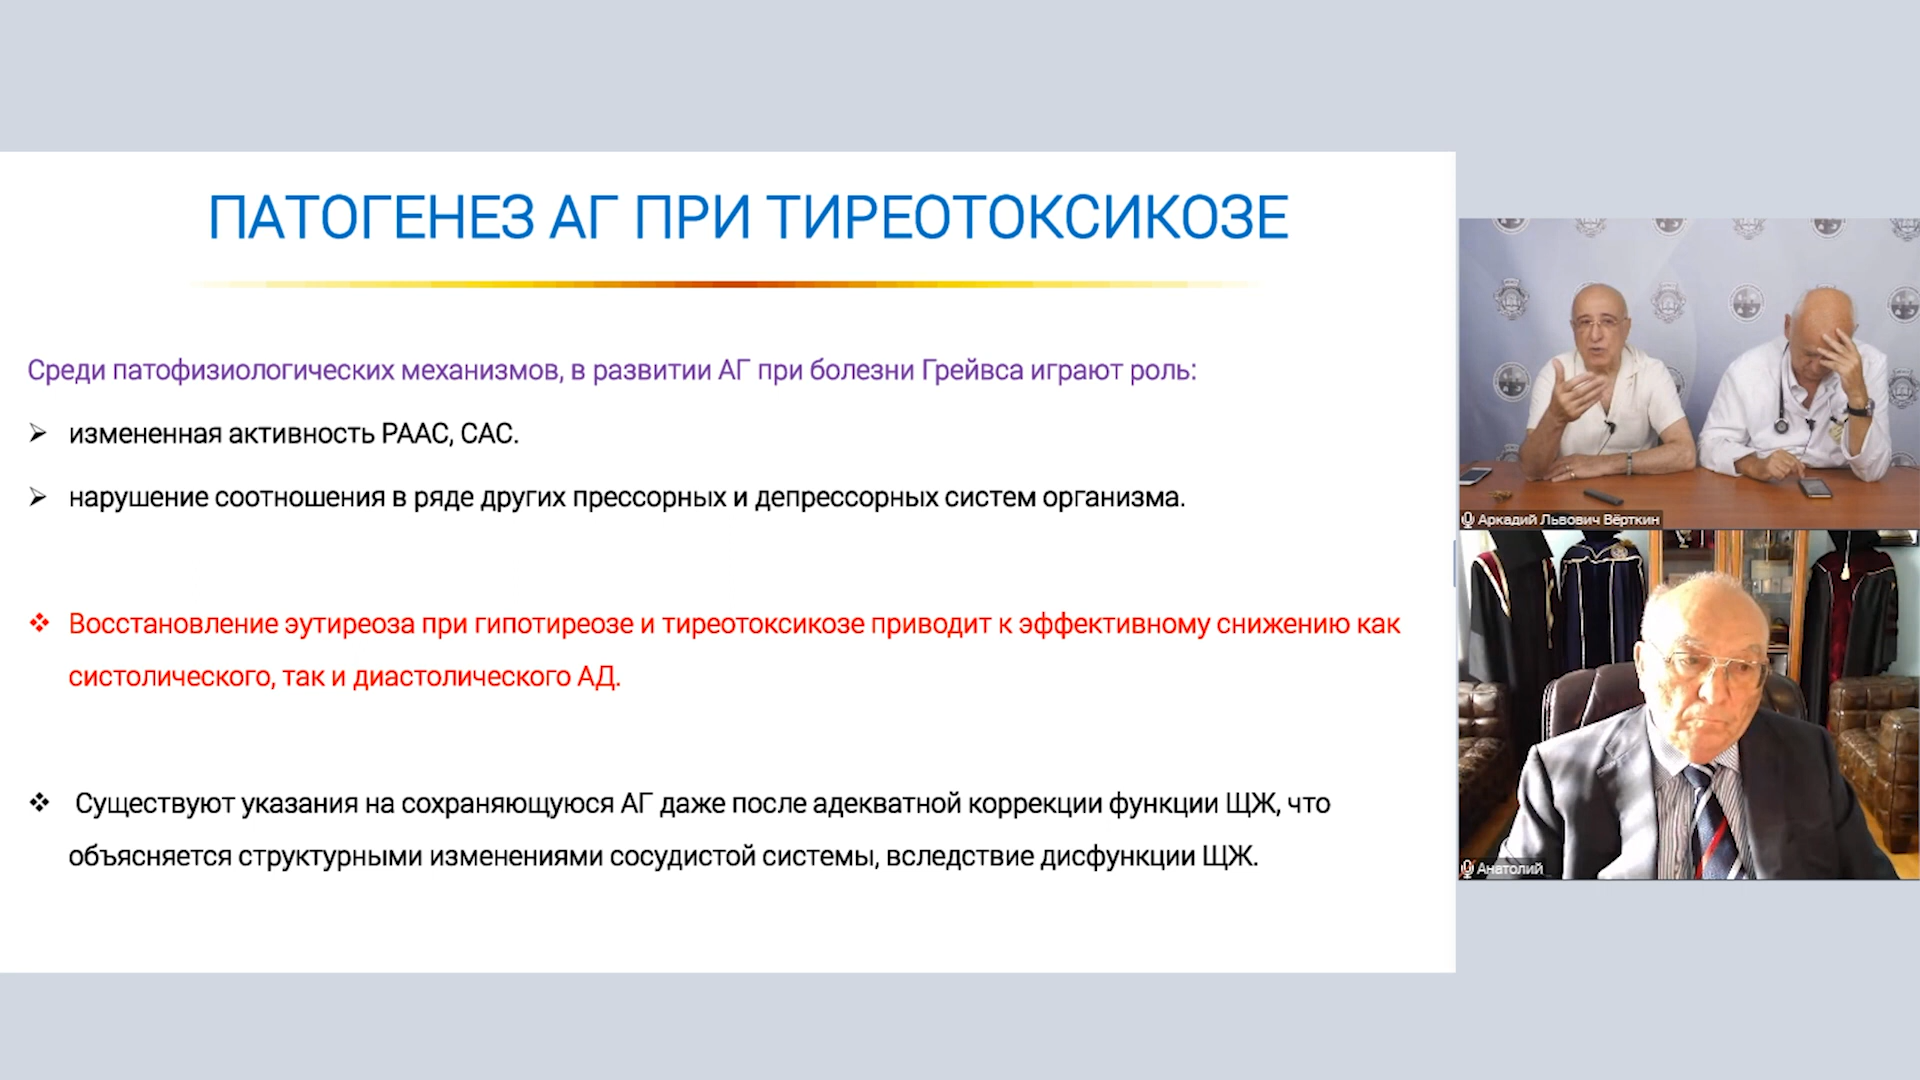 ПАТОГЕНЕЗ АГ ПРИ ТИРЕОТОКСИКОЗЕ
Среди патофизиологических механизмов, в развитии АГ при болезни Грейвса играют роль:
измененная активность РААС, САС.
нарушение соотношения в ряде других прессорных и депрессорных систем организма.
Восстановление эутиреоза при гипотиреозе и тиреотоксикозе приводит к эффективному снижению как
систолического, так и диастолического АД.
Существуют указания на сохраняющуюся АГ даже после адекватной коррекции функции ЩЖ, что
объясняется структурными изменениями сосудистой системы, вследствие дисфункции ЩЖ.
Аркадий Львович Вёрткин
Анатолий